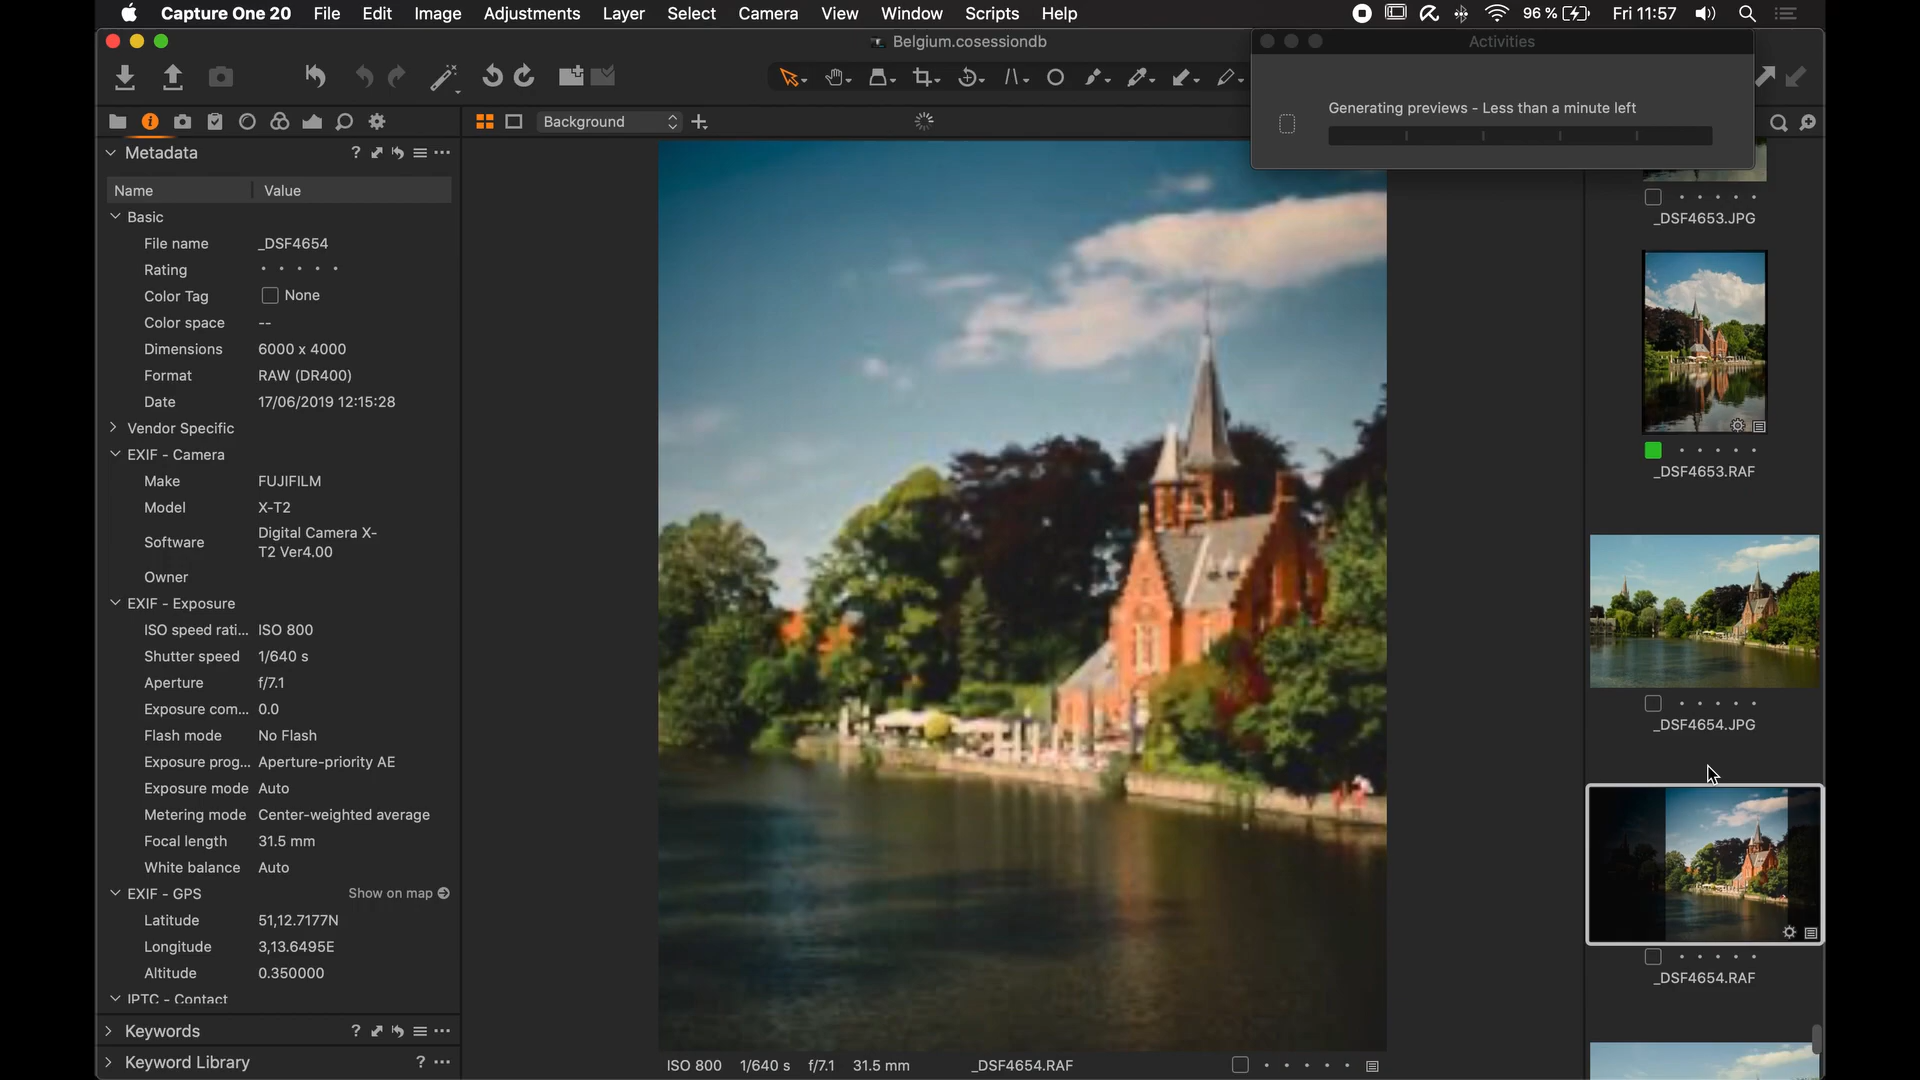 Capture One 20 File Edit Image Adjustments Layer Select Camera View Window Scripts Help 96 % Fri 11:57
Belgium.cosessiondb
Activities
Generating previews - Less than a minute left
Background
Metadata ?
Name Value
Basic
File name _DSF4654
Rating
Color Tag None
Color space --
Dimensions 6000 x 4000
Format RAW (DR400)
Date 17/06/2019 12:15:28
Vendor Specific
EXIF - Camera
Make FUJIFILM
Model X-T2
Software Digital Camera X-
T2 Ver4.00
Owner
EXIF - Exposure
ISO speed rati... ISO 800
Shutter speed 1/640 s
Aperture f/7.1
Exposure com... 0.0
Flash mode No Flash
Exposure prog... Aperture-priority AE
Exposure mode Auto
Metering mode Center-weighted average
Focal length 31.5 mm
White balance Auto
EXIF - GPS Show on map
Latitude 51,12.7177N
Longitude 3,13.6495E
Altitude 0.350000
IPTC - Contact
Keywords ?
Keyword Library ?
ISO 800 1/640 s f/7.1 31.5 mm _DSF4654.RAF
_DSF4653.JPG
_DSF4653.RAF
_DSF4654.JPG
_DSF4654.RAF